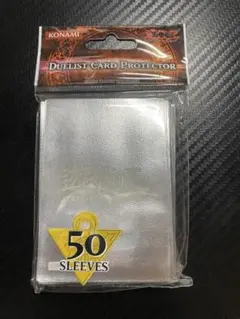 KONAMI
DUELIST CARD PROTECTOR
50
SLEEVES